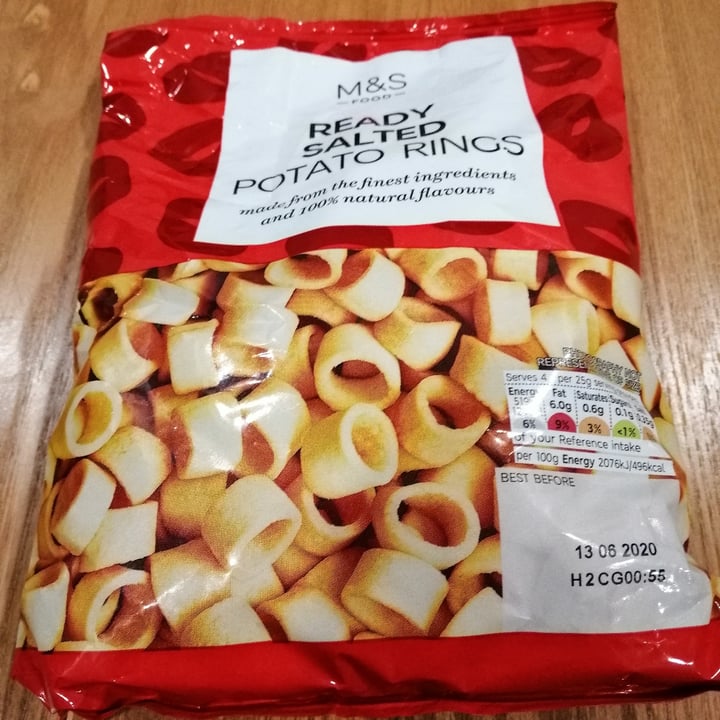 M&S
FOOD
READY
SALTED
POTATO RINGS
made from the finest ingredients
and 100% natural flavours
Serves 4 per 25g
Energy Fat Saturates Sugars
6.0g 0.6g 0.1g
6% 9% 3% <1%
of your Reference intake
per 100g Energy 2076kJ/496kcal
BEST BEFORE
13 06 2020
H2CG00:55